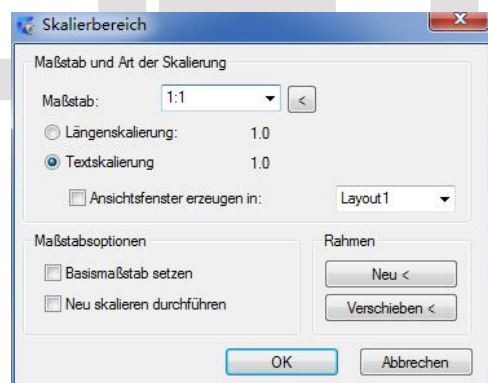 Skalierbereich
Maßstab und Art der Skalierung
Maßstab: 1:1 <
Längenskalierung: 1.0
Textskalierung 1.0
Ansichtsfenster erzeugen in: Layout1
Maßstabsoptionen
Basismaßstab setzen
Neu skalieren durchführen
Rahmen
Neu <
Verschieben <
OK Abbrechen